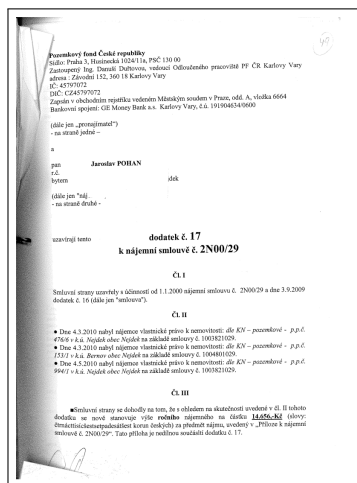 40
Pozemkový fond České republiky
Sídlo: Praha 3, Husinecká 1024/11a, PSČ 130 00
Zastoupený Ing. Danuší Duftovou, vedoucí Odloučeného pracoviště PF ČR Karlovy Vary
adresa : Závodní 152, 360 18 Karlovy Vary
IČ: 45797072
DIČ: CZ45797072
Zapsán v obchodním rejstříku vedeném Městským soudem v Praze, odd. A, vložka 6664
Bankovní spojení: GE Money Bank a.s. Karlovy Vary, č.ú. 191904634/0600
(dále jen „pronajímatel")
- na straně jedné –
a
pan Jaroslav POHAN
r.č.
bytem jdek
(dále jen "náj
- na straně druhé -
uzavírají tento dodatek č. 17
k nájemní smlouvě č. 2N00/29
Čl. I
Smluvní strany uzavřely s účinností od 1.1.2000 nájemní smlouvu č. 2N00/29 a dne 3.9.2009
dodatek č. 16 (dále jen "smlouva").
Čl. II
● Dne 4.3.2010 nabyl nájemce vlastnické právo k nemovitosti: dle KN – pozemkové - p.p.č.
476/6 v k.ú. Nejdek obec Nejdek na základě smlouvy č. 1003821029.
● Dne 4.3.2010 nabyl nájemce vlastnické právo k nemovitosti: dle KN – pozemkové - p.p.č.
153/1 v k.ú. Bernov obec Nejdek na základě smlouvy č. 1004801029.
● Dne 4.5.2010 nabyl nájemce vlastnické právo k nemovitosti: dle KN – pozemkové - p.p.č.
994/1 v k.ú. Nejdek obec Nejdek na základě smlouvy č. 1003821029.
Čl. III
■Smluvní strany se dohodly na tom, že s ohledem na skutečnosti uvedené v čl. II tohoto
dodatku se nově stanovuje výše ročního nájemného na částku 14.656,-Kč (slovy:
čtrnácttisícšestsetpadesátšest korun českých) za předmět nájmu, uvedený v „Příloze k nájemní
smlouvě č. 2N00/29". Tato příloha je nedílnou součástí dodatku č. 17.